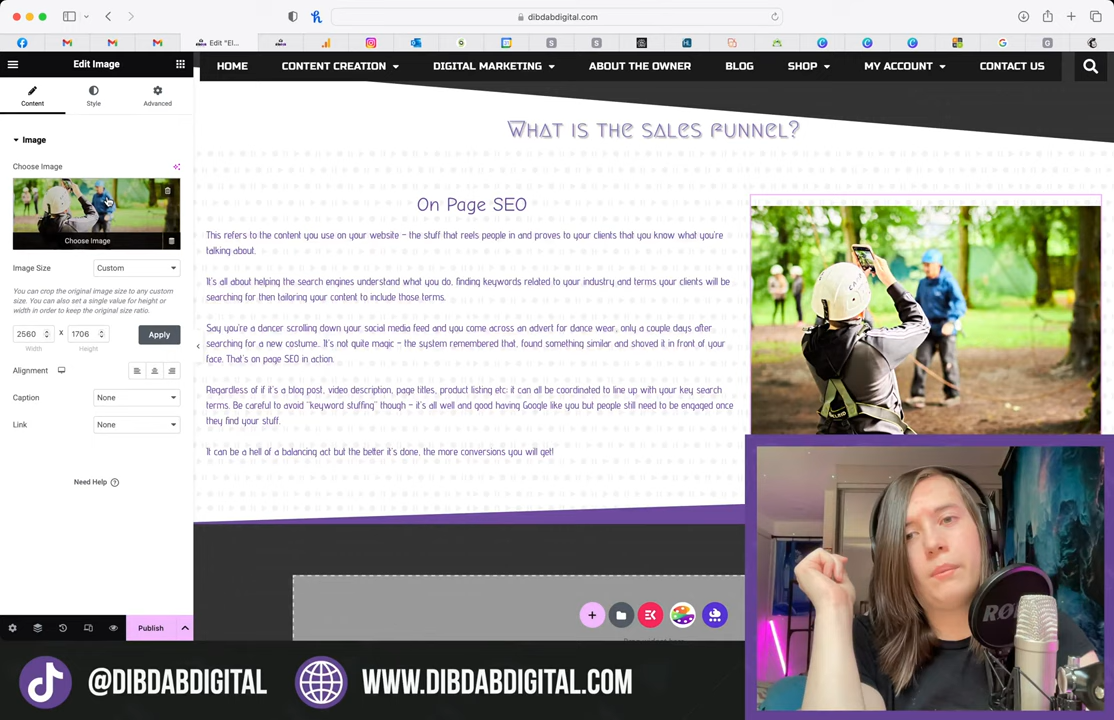 dibdabdigital.com
Edit "El...
Edit Image
HOME
CONTENT CREATION
DIGITAL MARKETING
ABOUT THE OWNER
BLOG
SHOP
MY ACCOUNT
CONTACT US
Content
Style
Advanced
Image
Choose Image
Choose Image
Image Size
Custom
You can crop the original image size to any custom
size. You can also set a single value for height or
width in order to keep the original size ratio.
2560
x
1706
Apply
Width
Height
Alignment
Caption
None
Link
None
Need Help
Publish
What is the sales funnel?
On Page SEO
This refers to the content you use on your website – the stuff that reels people in and proves to your clients that you know what you're
talking about.
It's all about helping the search engines understand what you do, finding keywords related to your industry and terms your clients will be
searching for then tailoring your content to include those terms.
Say you're a dancer scrolling down your social media feed and you come across an advert for dance wear, only a couple days after
searching for a new costume. It's not quite magic – the system remembered that, found something similar and shoved it in front of your
face. That's on page SEO in action.
Regardless of if it's a blog post, video description, page titles, product listing etc: it can all be coordinated to line up with your key search
terms. Be careful to avoid "keyword stuffing" though – it's all well and good having Google like you but people still need to be engaged once
they find your stuff.
It can be a hell of a balancing act but the better it's done, the more conversions you will get!
RØDE
@DIBDABDIGITAL
WWW.DIBDABDIGITAL.COM